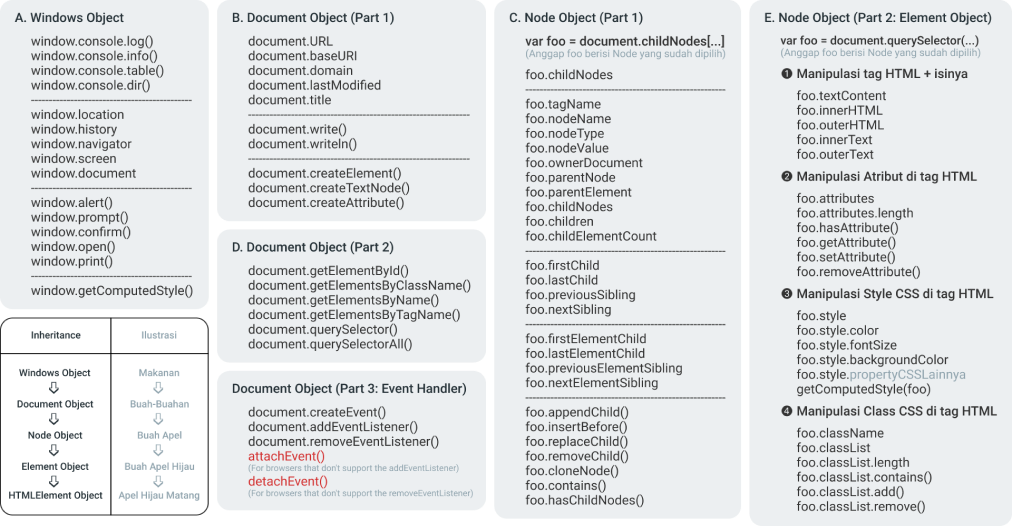 A. Windows Object
window.console.log()
window.console.info()
window.console.table()
window.console.dir()
window.location
window.history
window.navigator
window.screen
window.document
window.alert()
window.prompt()
window.confirm()
window.open()
window.print()
window.getComputedStyle()
Inheritance
Windows Object
Document Object
Node Object
Element Object
HTMLElement Object
Ilustrasi
Makanan
Buah-Buahan
Buah Apel
Buah Apel Hijau
Apel Hijau Matang
B. Document Object (Part 1)
document.URL
document.baseURI
document.domain
document.lastModified
document.title
document.write()
document.writeln()
document.createElement()
document.createTextNode()
document.createAttribute()
D. Document Object (Part 2)
document.getElementById()
document.getElementsByClassName()
document.getElementsByName()
document.getElementsByTagName()
document.querySelector()
document.querySelectorAll()
Document Object (Part 3: Event Handler)
document.createEvent()
document.addEventListener()
document.removeEventListener()
attachEvent()
(For browsers that don't support the addEventListener)
detachEvent()
(For browsers that don't support the removeEventListener)
C. Node Object (Part 1)
var foo = document.childNodes[...]
(Anggap foo berisi Node yang sudah dipilih)
foo.childNodes
foo.tagName
foo.nodeName
foo.nodeType
foo.nodeValue
foo.ownerDocument
foo.parentNode
foo.parentElement
foo.childNodes
foo.children
foo.childElementCount
foo.firstChild
foo.lastChild
foo.previousSibling
foo.nextSibling
foo.firstElementChild
foo.lastElementChild
foo.previousElementSibling
foo.nextElementSibling
foo.appendChild()
foo.insertBefore()
foo.replaceChild()
foo.removeChild()
foo.cloneNode()
foo.contains()
foo.hasChildNodes()
E. Node Object (Part 2: Element Object)
var foo = document.querySelector(...)
(Anggap foo berisi Node yang sudah dipilih)
❶ Manipulasi tag HTML + isinya
foo.textContent
foo.innerHTML
foo.outerHTML
foo.innerText
foo.outerText
❷ Manipulasi Atribut di tag HTML
foo.attributes
foo.attributes.length
foo.hasAttribute()
foo.getAttribute()
foo.setAttribute()
foo.removeAttribute()
❸ Manipulasi Style CSS di tag HTML
foo.style
foo.style.color
foo.style.fontSize
foo.style.backgroundColor
foo.style.propertyCSSLainnya
getComputedStyle(foo)
❹ Manipulasi Class CSS di tag HTML
foo.className
foo.classList
foo.classList.length
foo.classList.contains()
foo.classList.add()
foo.classList.remove()